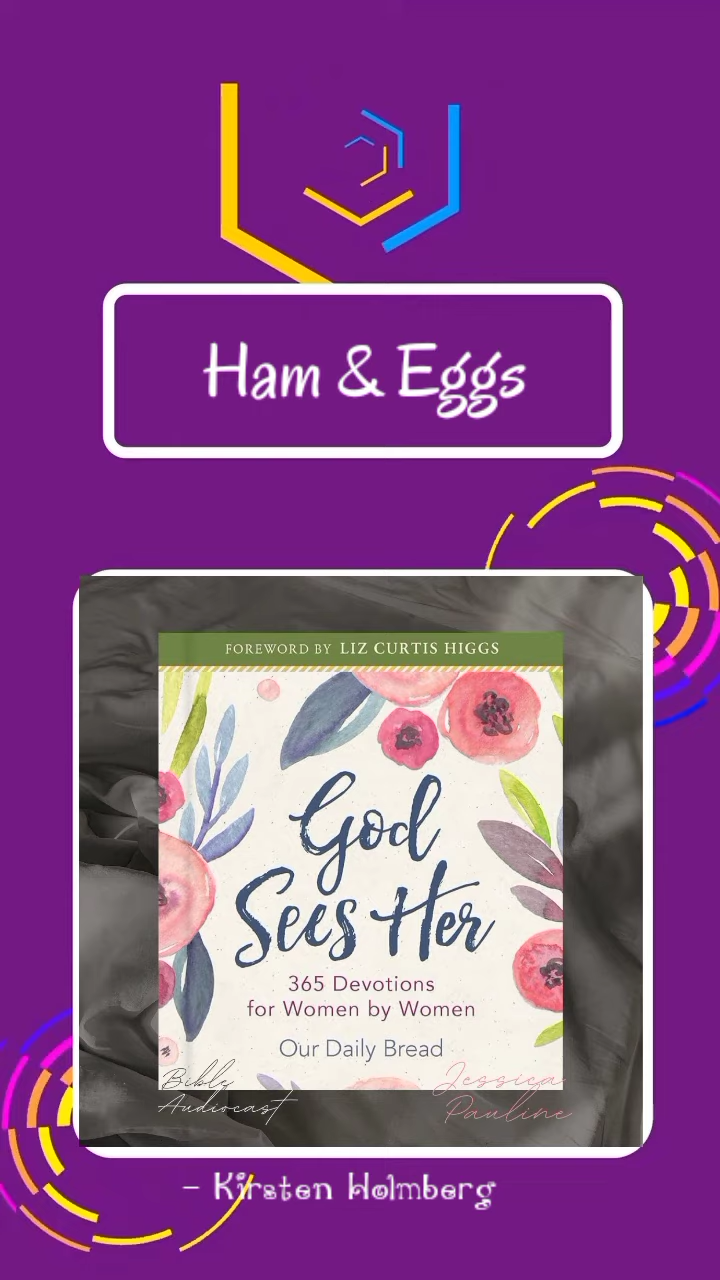 Ham & Eggs
FOREWORD BY LIZ CURTIS HIGGS
God
Sees Her
365 Devotions
for Women by Women
Our Daily Bread
Bible
Audiocast
Jessica
Pauline
– Kirsten Holmberg